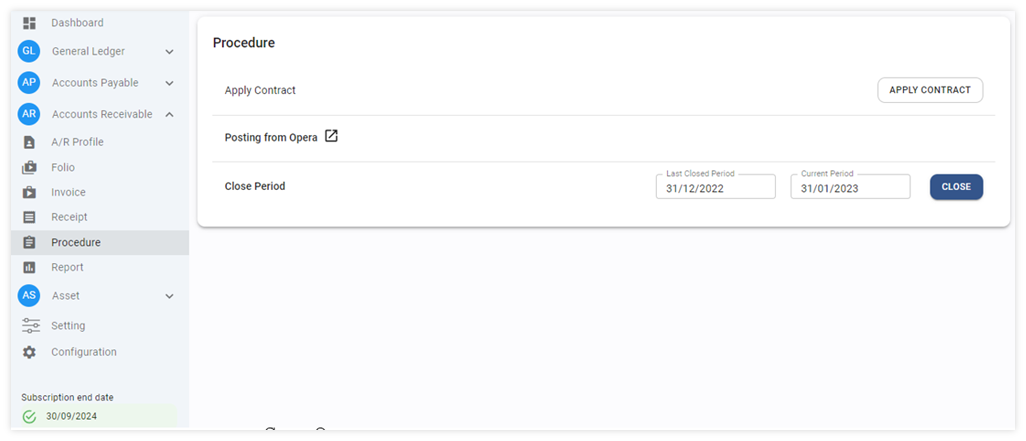 Dashboard
GL General Ledger
AP Accounts Payable
AR Accounts Receivable
A/R Profile
Folio
Invoice
Receipt
Procedure
Report
AS Asset
Setting
Configuration
Subscription end date
30/09/2024
Procedure
Apply Contract APPLY CONTRACT
Posting from Opera
Close Period
Last Closed Period
31/12/2022
Current Period
31/01/2023
CLOSE